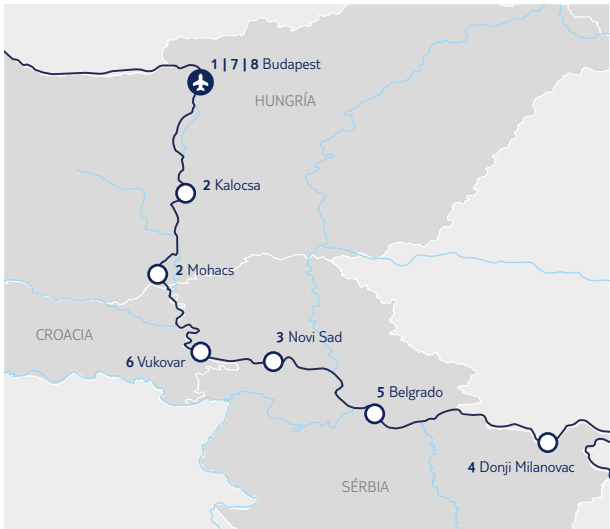 1 | 7 | 8 Budapest
HUNGRÍA
2 Kalocsa
2 Mohacs
CROACIA
3 Novi Sad
6 Vukovar
5 Belgrado
4 Donji Milanovac
SÉRBIA